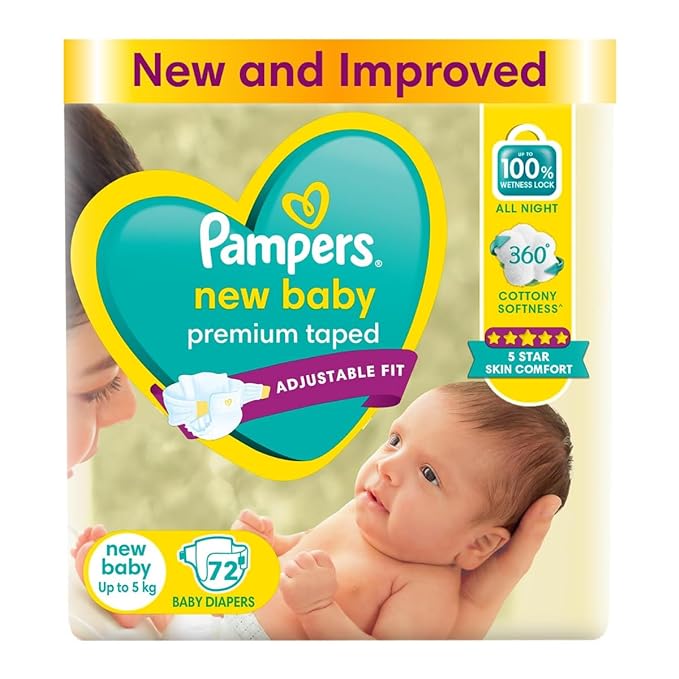 New and Improved
Pampers®
new baby
premium taped
ADJUSTABLE FIT
UP TO
100%
WETNESS LOCK
ALL NIGHT
360°
COTTONY
SOFTNESS^
5 STAR
SKIN COMFORT
new
baby
Up to 5 kg
72
BABY DIAPERS